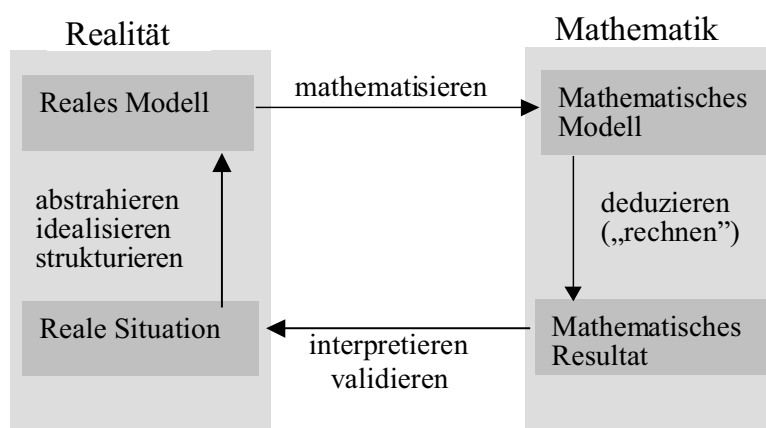 Realität
Mathematik
Reales Modell
mathematisieren
Mathematisches
Modell
abstrahieren
idealisieren
strukturieren
deduzieren
(„rechnen”)
Reale Situation
interpretieren
validieren
Mathematisches
Resultat